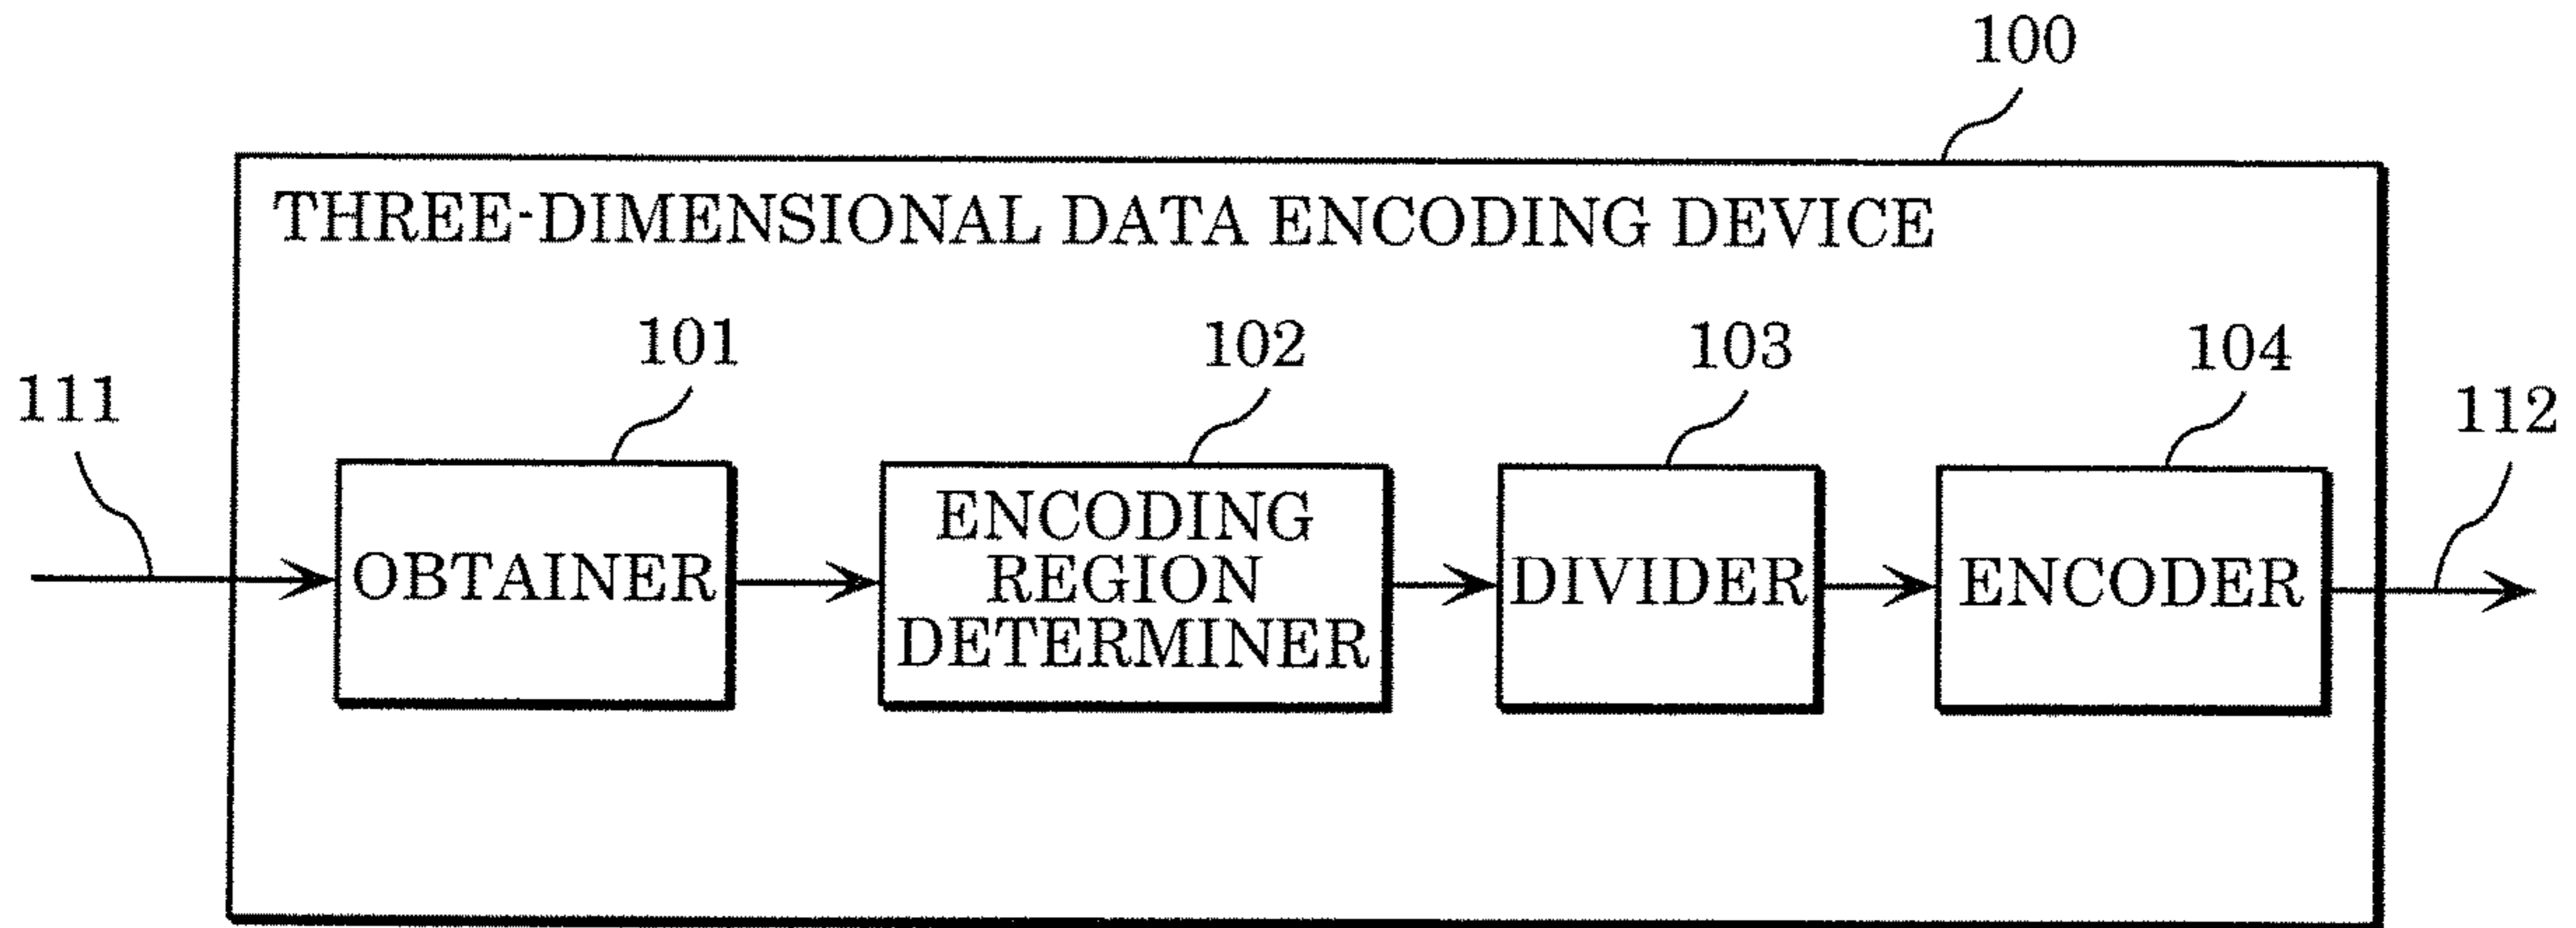 100
THREE-DIMENSIONAL DATA ENCODING DEVICE
101
102
103
104
111
112
OBTAINER
ENCODING
REGION
DETERMINER
DIVIDER
ENCODER